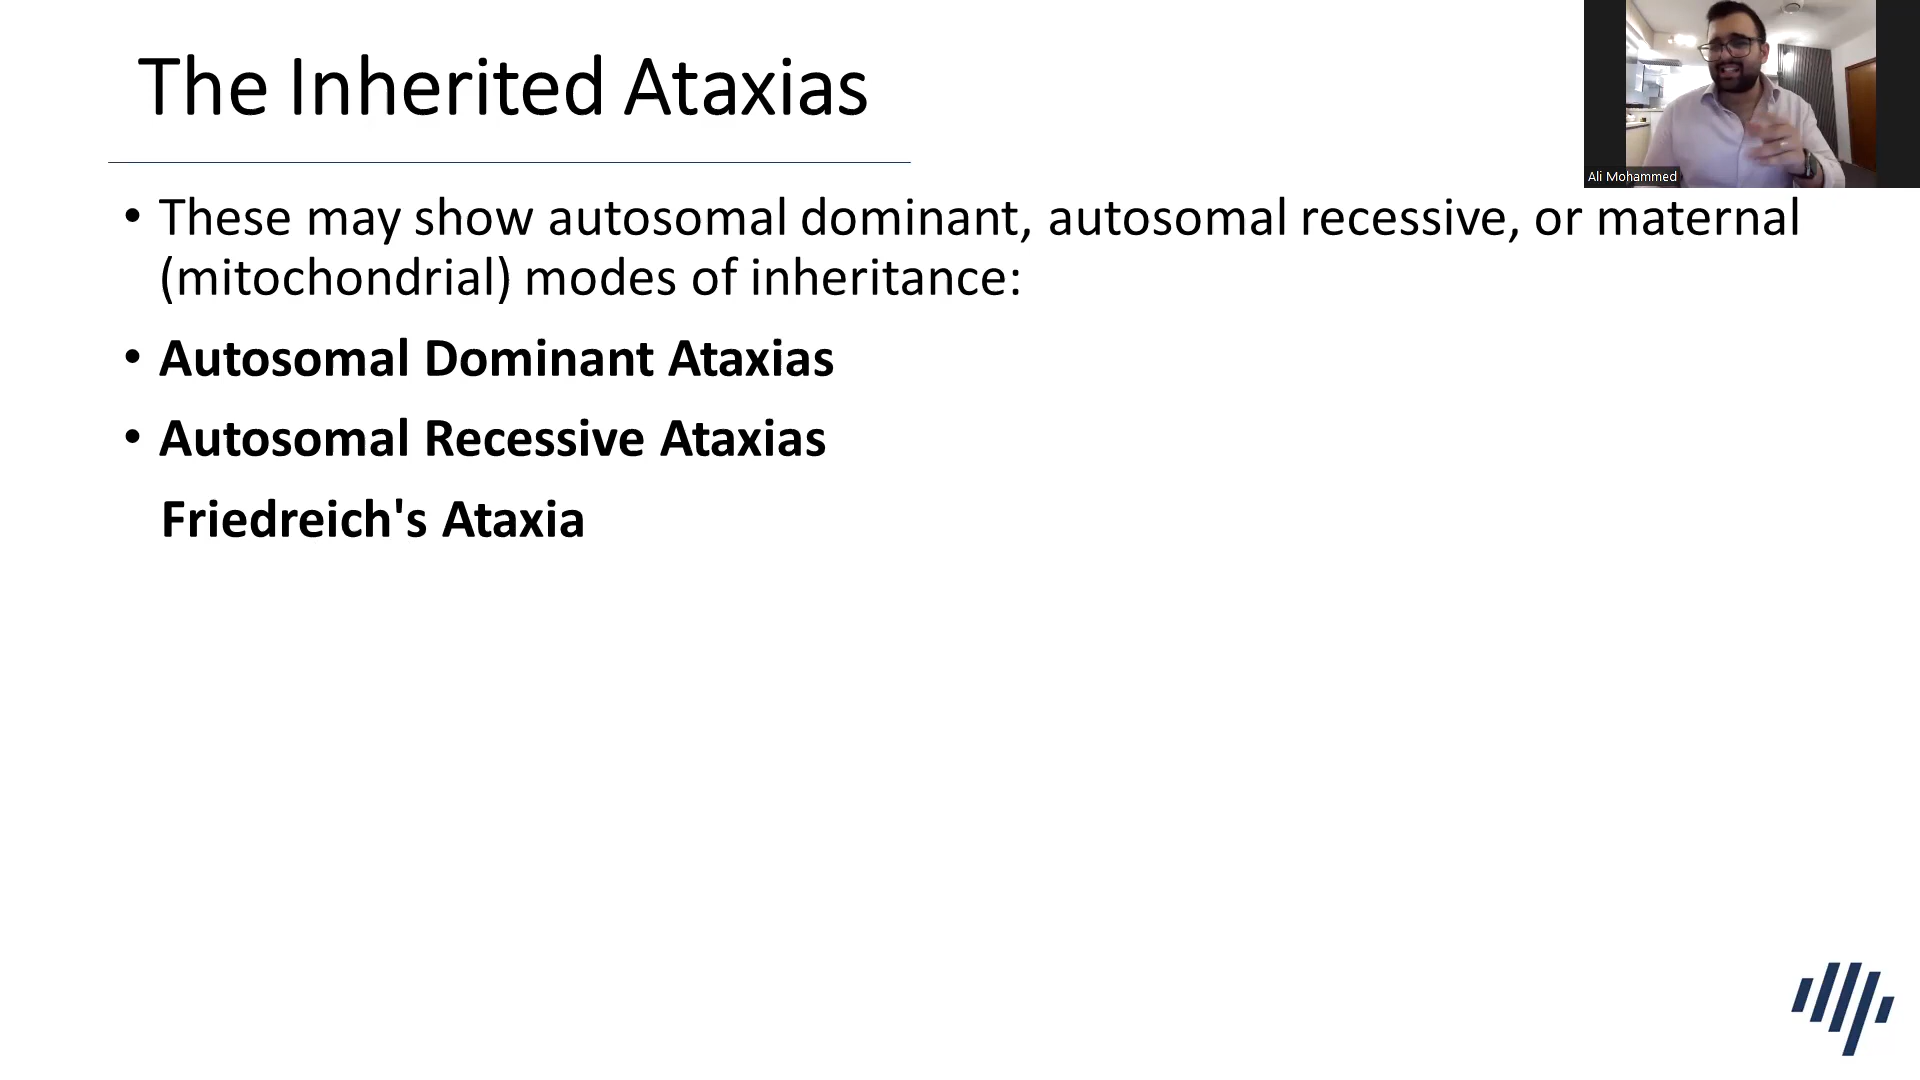 The Inherited Ataxias
Ali Mohammed
• These may show autosomal dominant, autosomal recessive, or maternal
(mitochondrial) modes of inheritance:
• Autosomal Dominant Ataxias
• Autosomal Recessive Ataxias
Friedreich's Ataxia